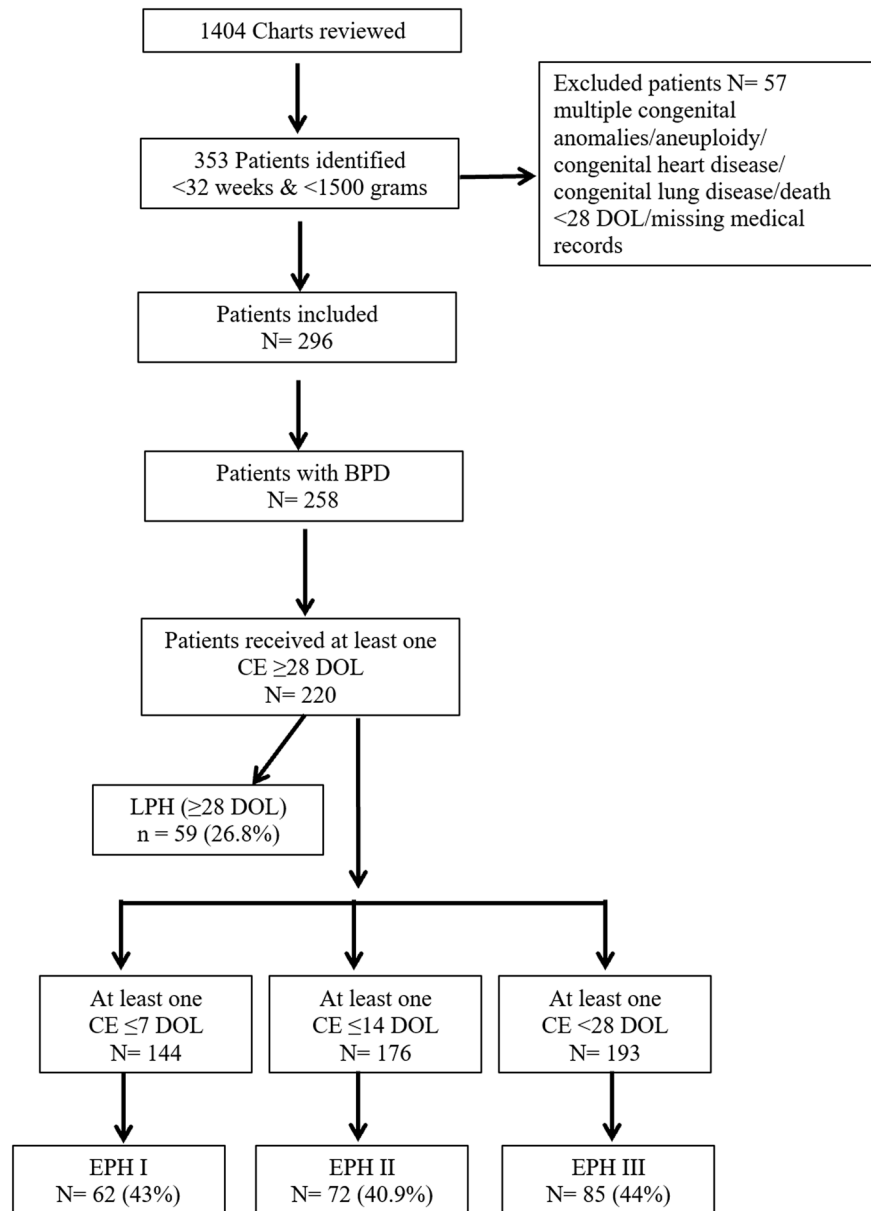 1404 Charts reviewed
353 Patients identified
<32 weeks & <1500 grams
Excluded patients N= 57
multiple congenital
anomalies/aneuploidy/
congenital heart disease/
congenital lung disease/death
<28 DOL/missing medical
records
Patients included
N= 296
Patients with BPD
N= 258
Patients received at least one
CE ≥28 DOL
N= 220
LPH (≥28 DOL)
n = 59 (26.8%)
At least one
CE ≤7 DOL
N= 144
At least one
CE ≤14 DOL
N= 176
At least one
CE <28 DOL
N= 193
EPH I
N= 62 (43%)
EPH II
N= 72 (40.9%)
EPH III
N= 85 (44%)